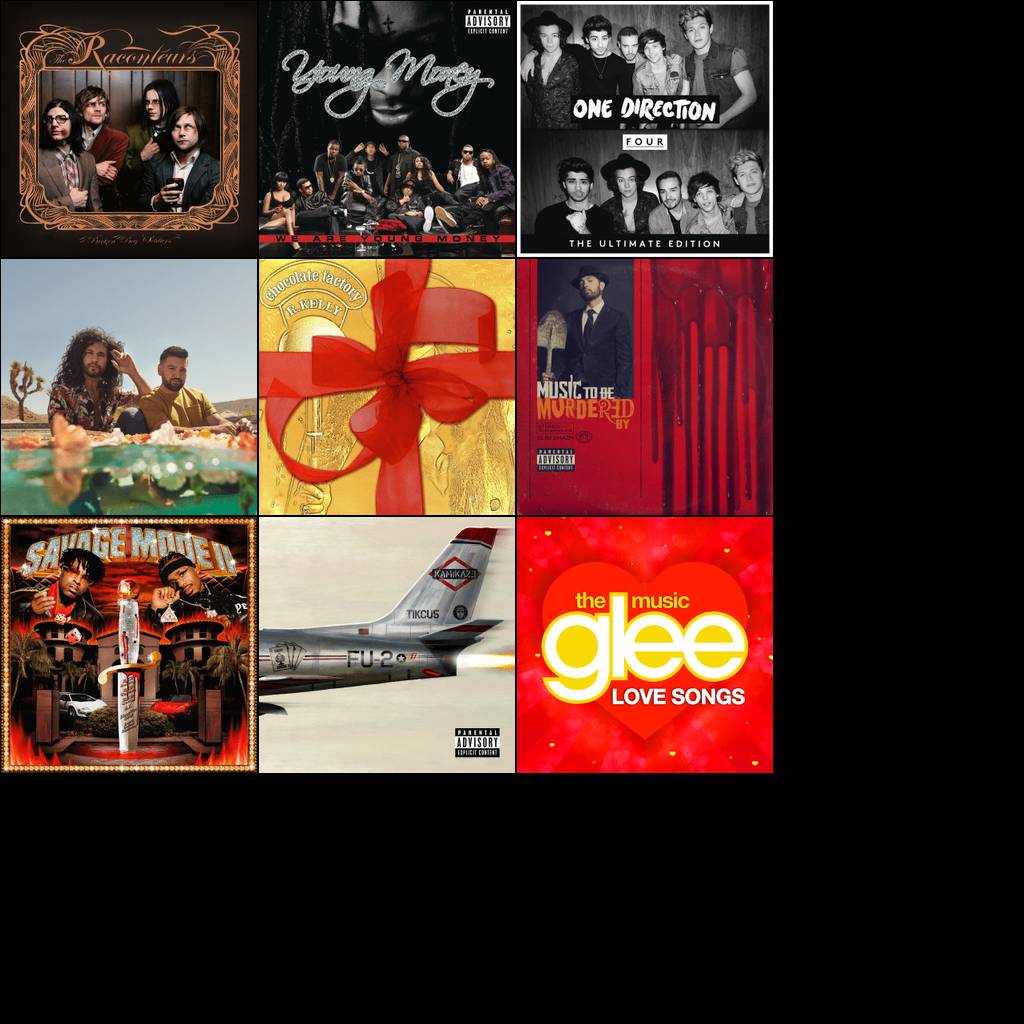 The Raconteurs
Broken Boy Soldiers
PARENTAL
ADVISORY
EXPLICIT CONTENT
Young Money
WE ARE YOUNG MONEY
ONE DIRECTION
FOUR
THE ULTIMATE EDITION
chocolate factory
R. KELLY
MUSIC TO BE
MURDERED
BY
PARENTAL
ADVISORY
EXPLICIT CONTENT
SAVAGE MODE II
KAMIKAZE
TIKCUS
FU-2
PARENTAL
ADVISORY
EXPLICIT CONTENT
the music
glee
LOVE SONGS